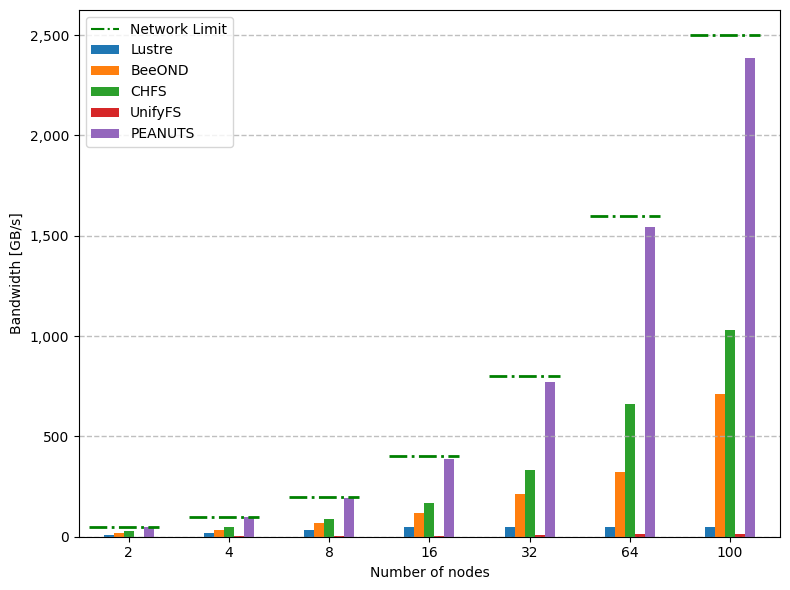 Network Limit
Lustre
BeeOND
CHFS
UnifyFS
PEANUTS
Bandwidth [GB/s]
2,500
2,000
1,500
1,000
500
0
2 4 8 16 32 64 100
Number of nodes